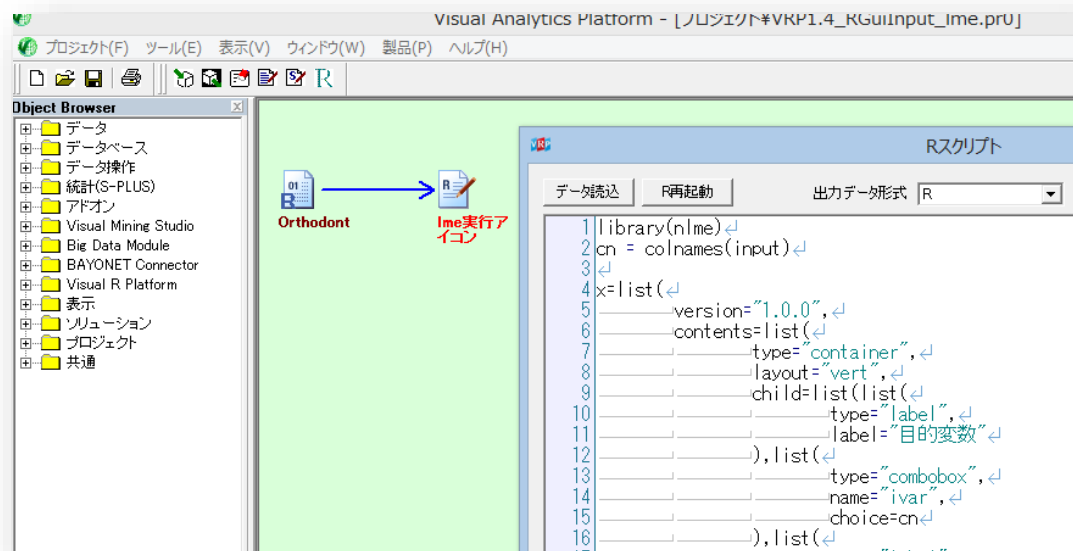 Visual Analytics Platform - [プロジェクト¥VRP1.4_RGuiInput_lme.pr0]
プロジェクト(F) ツール(E) 表示(V) ウィンドウ(W) 製品(P) ヘルプ(H)
Object Browser
データ
データベース
データ操作
統計(S-PLUS)
アドオン
Visual Mining Studio
Big Data Module
BAYONET Connector
Visual R Platform
表示
ソリューション
プロジェクト
共通
Orthodont
lme実行ア
イコン
Rスクリプト
データ読込 R再起動 出力データ形式 R
1 library(nlme)
2 cn = colnames(input)
3
4 x=list(
5 version="1.0.0",
6 contents=list(
7 type="container",
8 layout="vert",
9 child=list(list(
10 type="label",
11 label="目的変数"
12 ),list(
13 type="combobox",
14 name="ivar",
15 choice=cn
16 ),list(